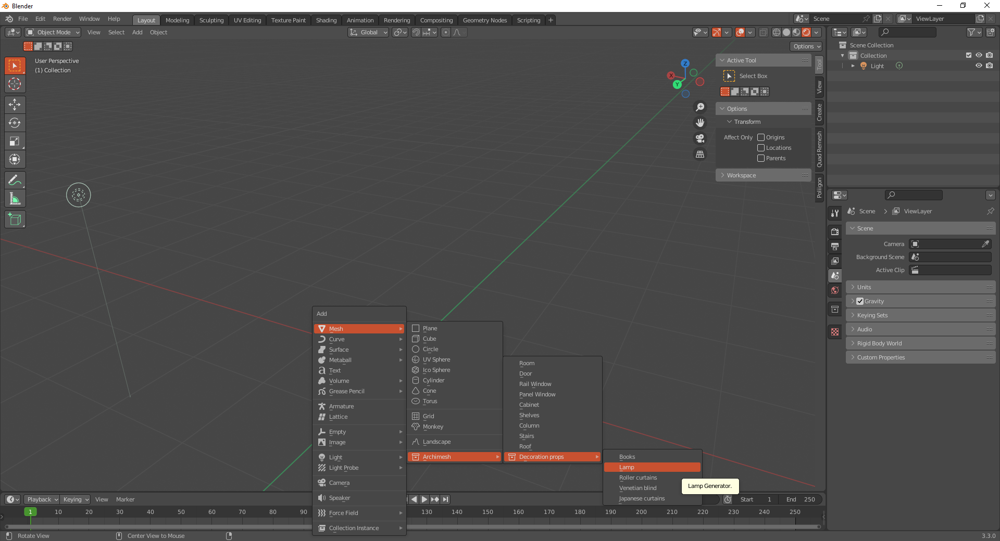 Blender
File Edit Render Window Help Layout Modeling Sculpting UV Editing Texture Paint Shading Animation Rendering Compositing Geometry Nodes Scripting + Scene ViewLayer
Object Mode View Select Add Object Global
Options
User Perspective
(1) Collection
Z
X
Y
Active Tool
Select Box
Options
Transform
Affect Only Origins
Locations
Parents
Workspace
Tool
View
Create
Quad Remesh
Poliigon
Scene Collection
Collection
Light
Scene > ViewLayer
Scene
Camera
Background Scene
Active Clip
Units
Gravity
Keying Sets
Audio
Rigid Body World
Custom Properties
Add
Mesh
Curve
Surface
Metaball
Text
Volume
Grease Pencil
Armature
Lattice
Empty
Image
Light
Light Probe
Camera
Speaker
Force Field
Collection Instance
Plane
Cube
Circle
UV Sphere
Ico Sphere
Cylinder
Cone
Torus
Grid
Monkey
Landscape
Archimesh
Room
Door
Rail Window
Panel Window
Cabinet
Shelves
Column
Stairs
Roof
Decoration props
Books
Lamp
Roller curtains
Venetian blind
Japanese curtains
Lamp Generator.
Playback Keying View Marker Start 1 End 250
1 10 20 30 40 50 60 70 80 90 130 140 150 160 170 180 190 200 210 220 230 240 250
Rotate View Center View to Mouse 3.3.0